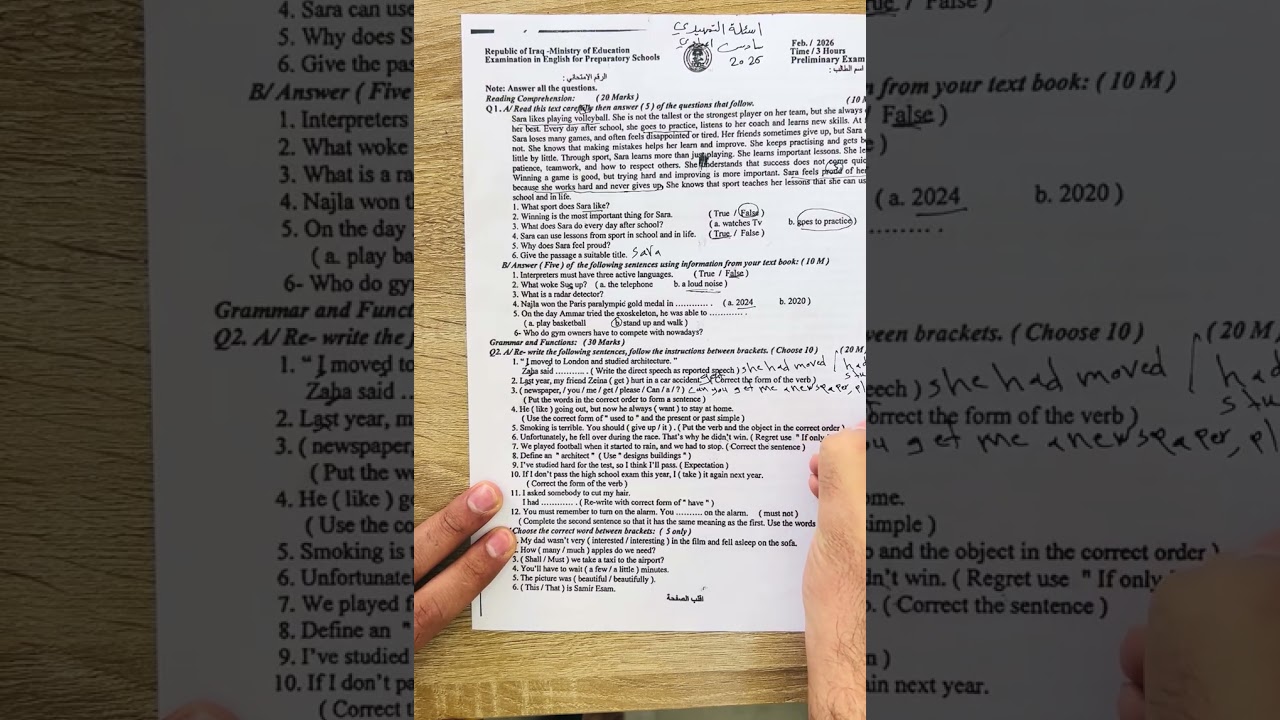 اسئلة التمهيدي
سادس اعدادي
2026
Republic of Iraq -Ministry of Education
Examination in English for Preparatory Schools
Feb. / 2026
Time / 3 Hours
Preliminary Exam
اسم الطالب :
الرقم الامتحاني :
Note: Answer all the questions.
Reading Comprehension: ( 20 Marks )
Q 1. A/ Read this text carefully then answer ( 5 ) of the questions that follow. (10 M
Sara likes playing volleyball. She is not the tallest or the strongest player on her team, but she always
her best. Every day after school, she goes to practice, listens to her coach and learns new skills. At
Sara loses many games, and often feels disappointed or tired. Her friends sometimes give up, but Sara
not. She knows that making mistakes helps her learn and improve. She keeps practising and gets
little by little. Through sport, Sara learns more than just playing. She learns important lessons. She
patience, teamwork, and how to respect others. She understands that success does not come
Winning a game is good, but trying hard and improving is more important. Sara feels proud of
because she works hard and never gives up. She knows that sport teaches her lessons that she can use
school and in life.
1. What sport does Sara like?
2. Winning is the most important thing for Sara. ( True / False )
3. What does Sara do every day after school? ( a. watches Tv b. goes to practice)
4. Sara can use lessons from sport in school and in life. (True / False )
5. Why does Sara feel proud?
6. Give the passage a suitable title. Sara
B/ Answer ( Five ) of the following sentences using information from your text book: ( 10 M )
1. Interpreters must have three active languages. ( True / False )
2. What woke Sug up? ( a. the telephone b. a loud noise )
3. What is a radar detector?
4. Najla won the Paris paralympic gold medal in ............ . ( a. 2024 b. 2020 )
5. On the day Ammar tried the exoskeleton, he was able to ............ .
( a. play basketball b stand up and walk )
6- Who do gym owners have to compete with nowadays?
Grammar and Functions: ( 30 Marks )
Q2. A/ Re- write the following sentences, follow the instructions between brackets. ( Choose 10 ) (20 M
1. " I moved to London and studied architecture. "
Zaha said ........... . ( Write the direct speech as reported speech ) she had moved / had
2. Last year, my friend Zeina ( get ) hurt in a car accident. ( Correct the form of the verb )
3. ( newspaper, / you / me / get / please / Can / a / ? ) Can you get me a newspaper,
( Put the words in the correct order to form a sentence )
4. He ( like ) going out, but now he always ( want ) to stay at home.
( Use the correct form of " used to " and the present or past simple )
5. Smoking is terrible. You should ( give up / it ) . ( Put the verb and the object in the correct order )
6. Unfortunately, he fell over during the race. That's why he didn't win. ( Regret use " If only
7. We played football when it started to rain, and we had to stop. ( Correct the sentence )
8. Define an " architect " ( Use " designs buildings " )
9. I've studied hard for the test, so I think I'll pass. ( Expectation )
10. If I don't pass the high school exam this year, I ( take ) it again next year.
( Correct the form of the verb )
11. I asked somebody to cut my hair.
I had ............ . ( Re-write with correct form of " have " )
12. You must remember to turn on the alarm. You .......... on the alarm. ( must not )
( Complete the second sentence so that it has the same meaning as the first. Use the words
Choose the correct word between brackets: ( 5 only )
My dad wasn't very ( interested / interesting ) in the film and fell asleep on the sofa.
How ( many / much ) apples do we need?
3. ( Shall / Must ) we take a taxi to the airport?
4. You'll have to wait ( a few / a little ) minutes.
5. The picture was ( beautiful / beautifully ).
6. ( This / That ) is Samir Esam.
اقلب الصفحة